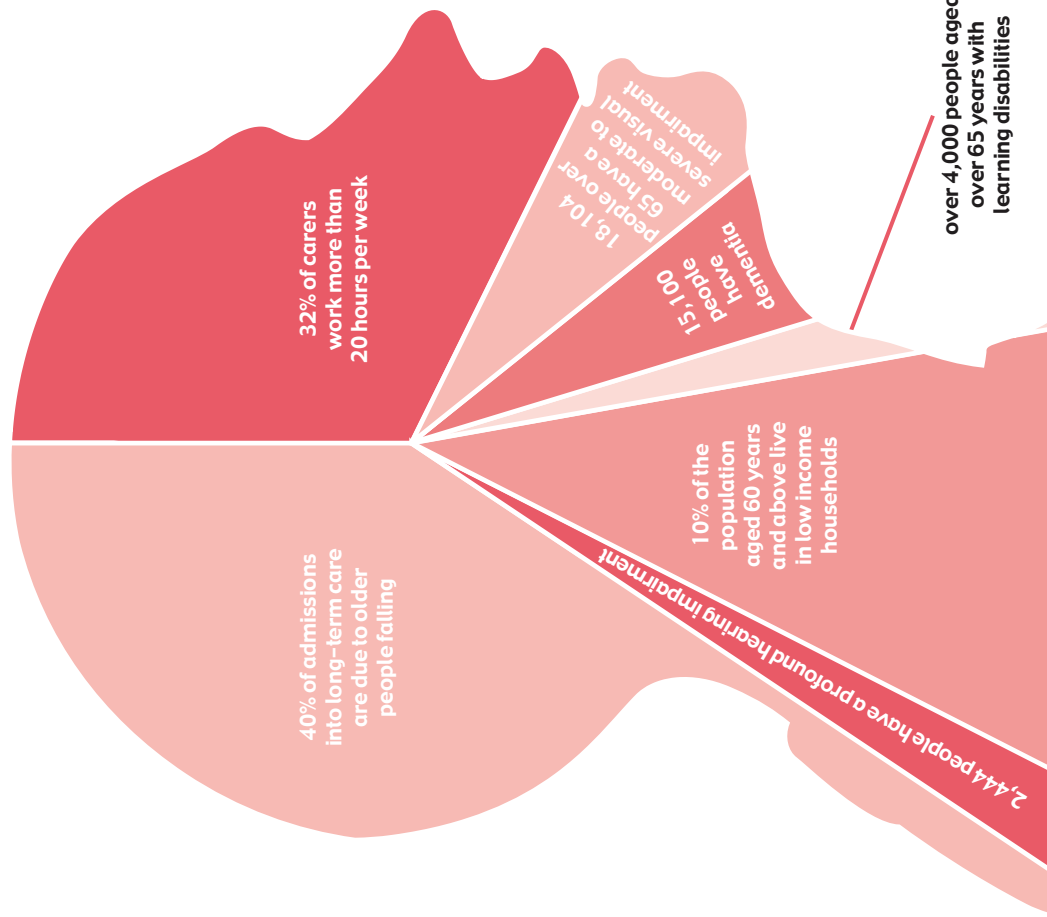 40% of admissions
into long-term care
are due to older
people falling
32% of carers
work more than
20 hours per week
18,104
people over
65 have a
moderate to
severe visual
impairment
15,100
people
have
dementia
over 4,000 people aged
over 65 years with
learning disabilities
10% of the
population
aged 60 years
and above live
in low income
households
2,444 people have a profound hearing impairment